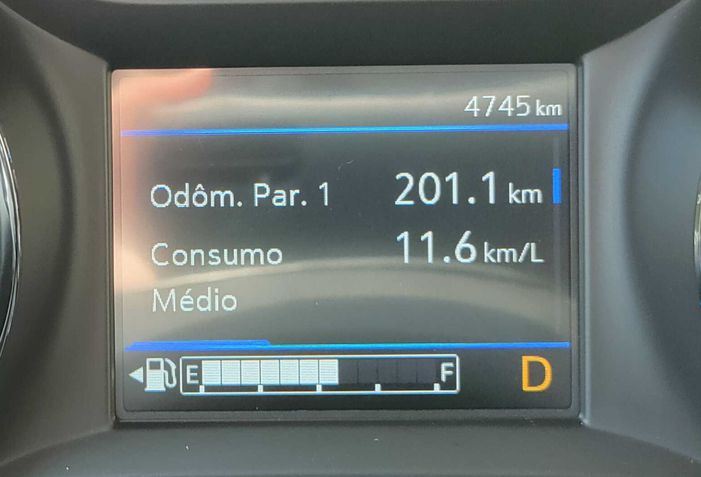 4745 km
Odôm. Par. 1 201.1 km
Consumo 11.6 km/L
Médio
E F D